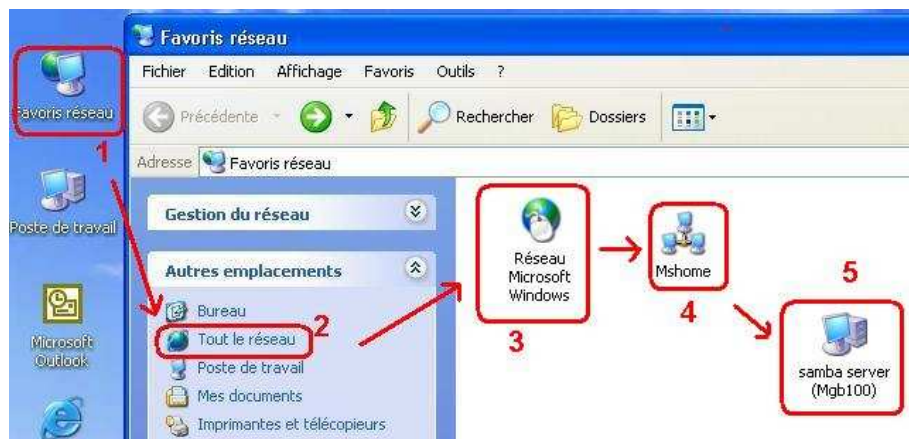 Favoris réseau
Fichier Edition Affichage Favoris Outils ?
Précédente Rechercher Dossiers
Adresse Favoris réseau
Favoris réseau
1
Poste de travail
Microsoft
Outlook
Gestion du réseau
Autres emplacements
Bureau
Tout le réseau
2
Poste de travail
Mes documents
Imprimantes et télécopieurs
Réseau
Microsoft
Windows
3
Mshome
4
5
samba server
(Mgb100)